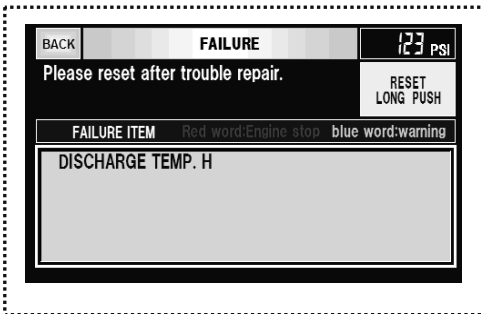 BACK FAILURE 123 PSI
Please reset after trouble repair.
RESET
LONG PUSH
FAILURE ITEM Red word:Engine stop blue word:warning
DISCHARGE TEMP. H